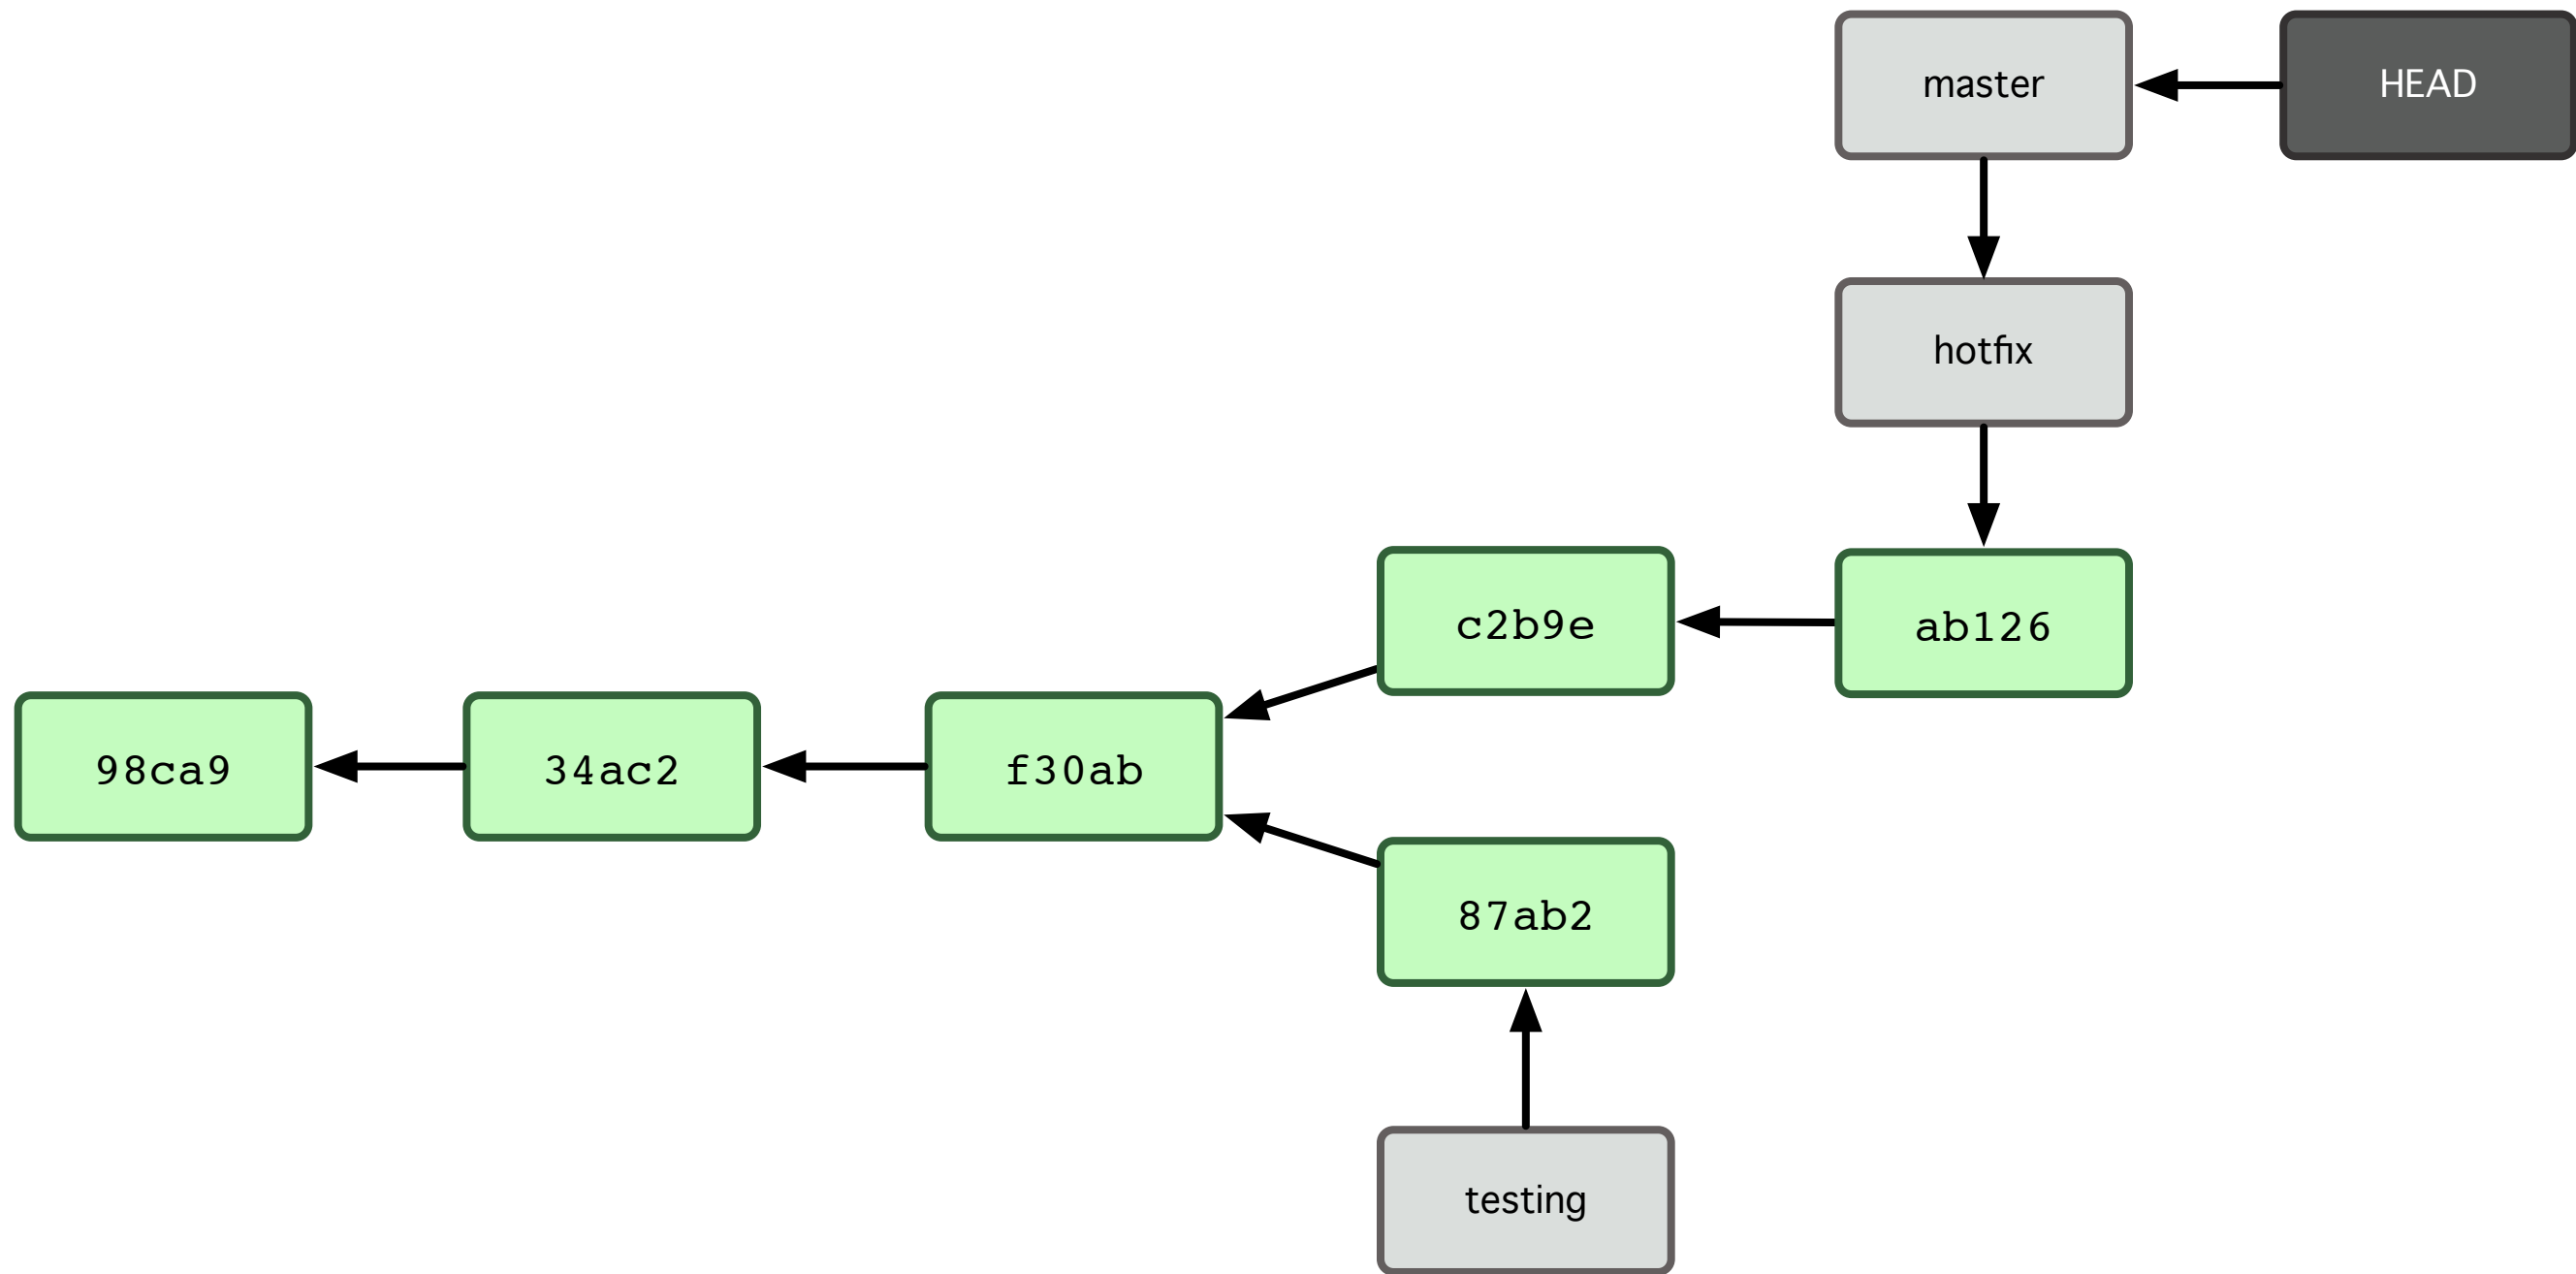 master
HEAD
hotfix
c2b9e
ab126
98ca9
34ac2
f30ab
87ab2
testing